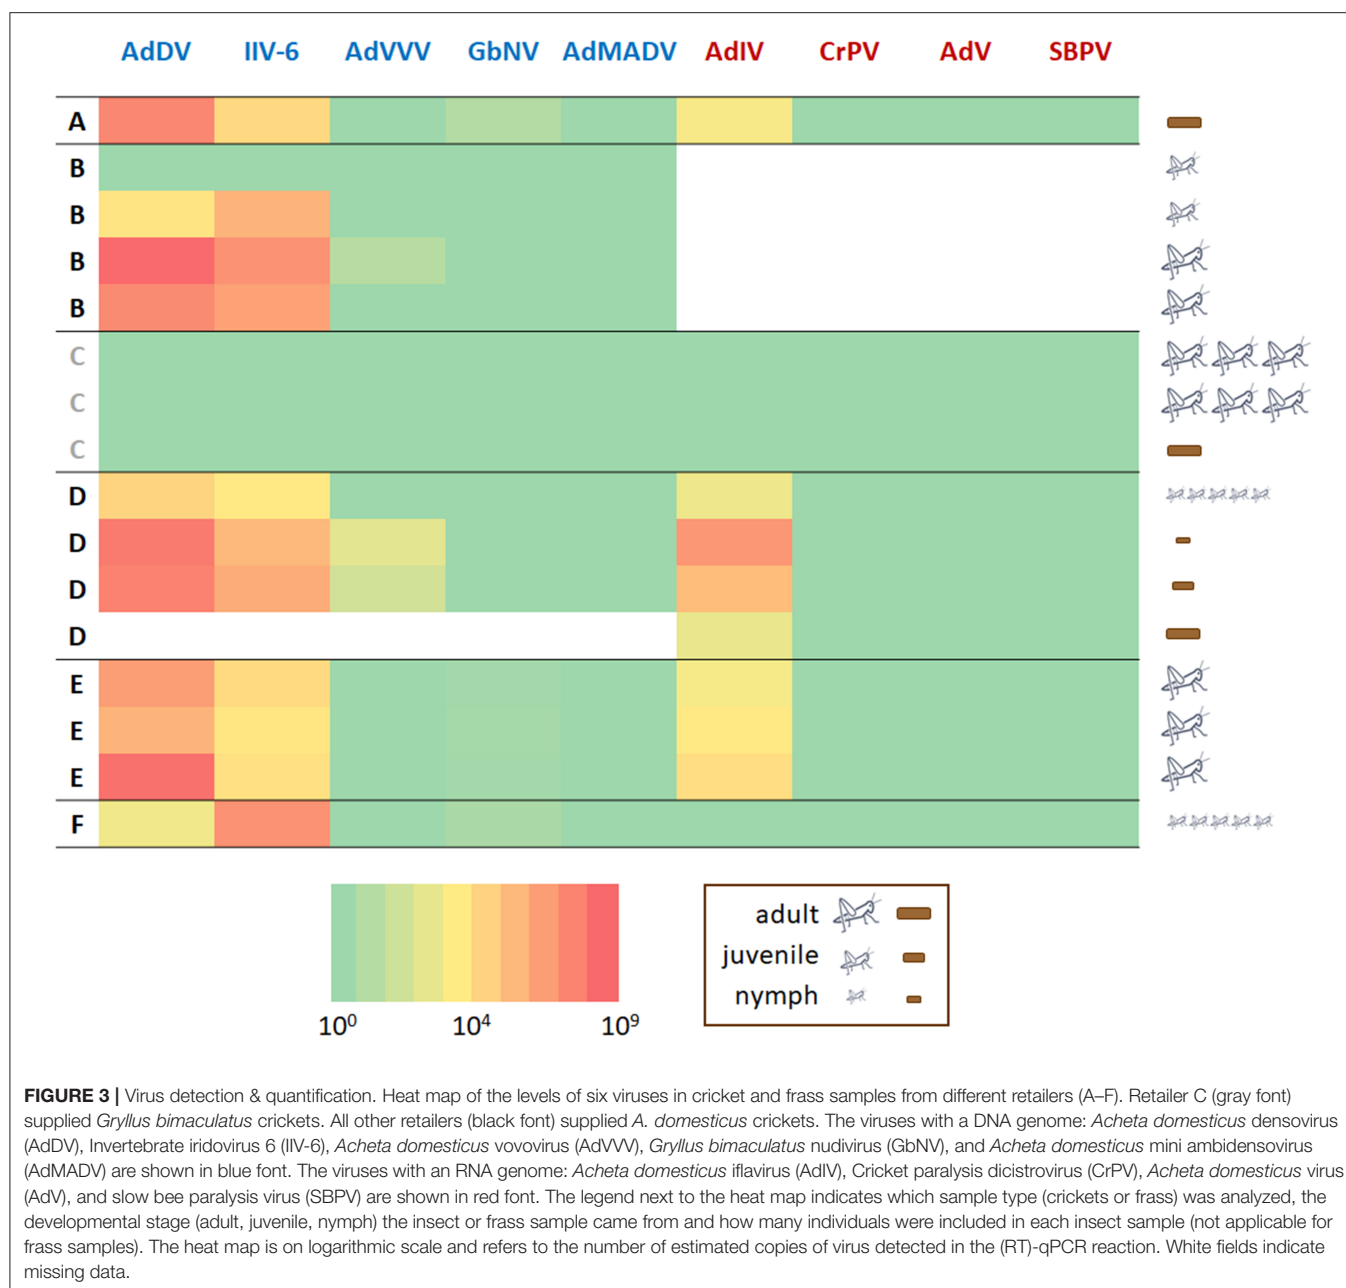 AdDV IIV-6 AdVVV GbNV AdMADV AdIV CrPV AdV SBPV
A
B
B
B
B
C
C
C
D
D
D
D
E
E
E
F
adult
juvenile
nymph
10⁰ 10⁴ 10⁹
FIGURE 3 | Virus detection & quantification. Heat map of the levels of six viruses in cricket and frass samples from different retailers (A–F). Retailer C (gray font)
supplied Gryllus bimaculatus crickets. All other retailers (black font) supplied A. domesticus crickets. The viruses with a DNA genome: Acheta domesticus densovirus
(AdDV), Invertebrate iridovirus 6 (IIV-6), Acheta domesticus vovovirus (AdVVV), Gryllus bimaculatus nudivirus (GbNV), and Acheta domesticus mini ambidensovirus
(AdMADV) are shown in blue font. The viruses with an RNA genome: Acheta domesticus iflavirus (AdIV), Cricket paralysis dicistrovirus (CrPV), Acheta domesticus virus
(AdV), and slow bee paralysis virus (SBPV) are shown in red font. The legend next to the heat map indicates which sample type (crickets or frass) was analyzed, the
developmental stage (adult, juvenile, nymph) the insect or frass sample came from and how many individuals were included in each insect sample (not applicable for
frass samples). The heat map is on logarithmic scale and refers to the number of estimated copies of virus detected in the (RT)-qPCR reaction. White fields indicate
missing data.